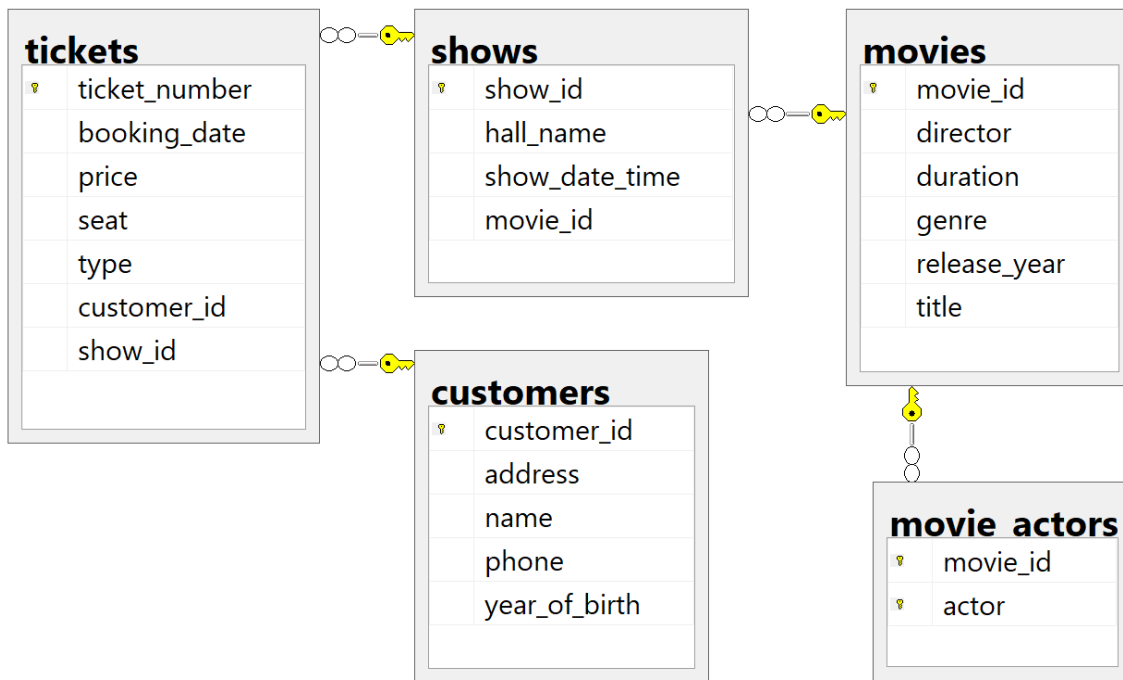 tickets
ticket_number
booking_date
price
seat
type
customer_id
show_id
shows
show_id
hall_name
show_date_time
movie_id
movies
movie_id
director
duration
genre
release_year
title
customers
customer_id
address
name
phone
year_of_birth
movie_actors
movie_id
actor